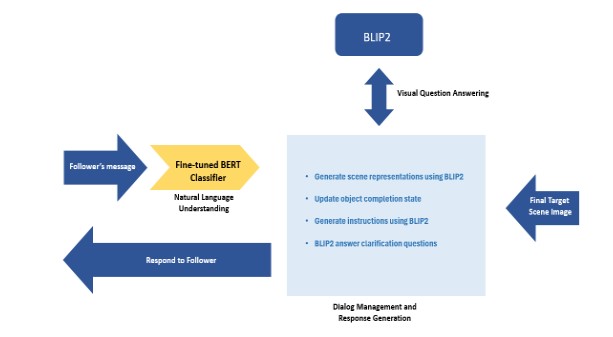 BLIP2
Visual Question Answering
Follower's message
Fine-tuned BERT
Classifier
Natural Language
Understanding
• Generate scene representations using BLIP2
• Update object completion state
• Generate instructions using BLIP2
• BLIP2 answer clarification questions
Final Target
Scene Image
Respond to Follower
Dialog Management and
Response Generation